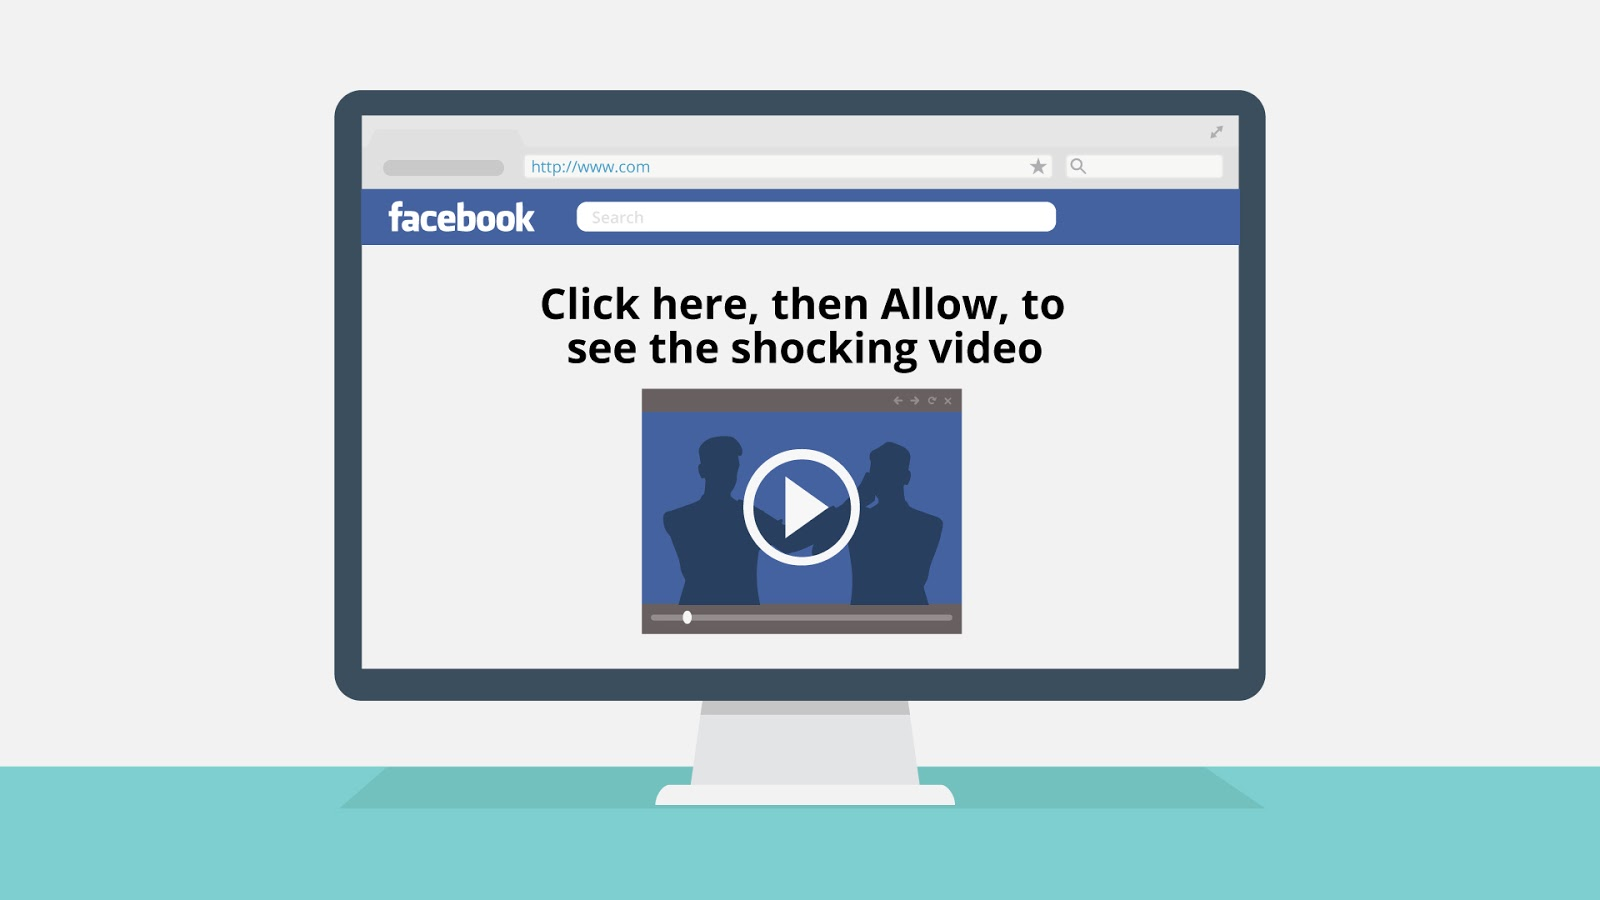 http://www.com
facebook
Search
Click here, then Allow, to
see the shocking video